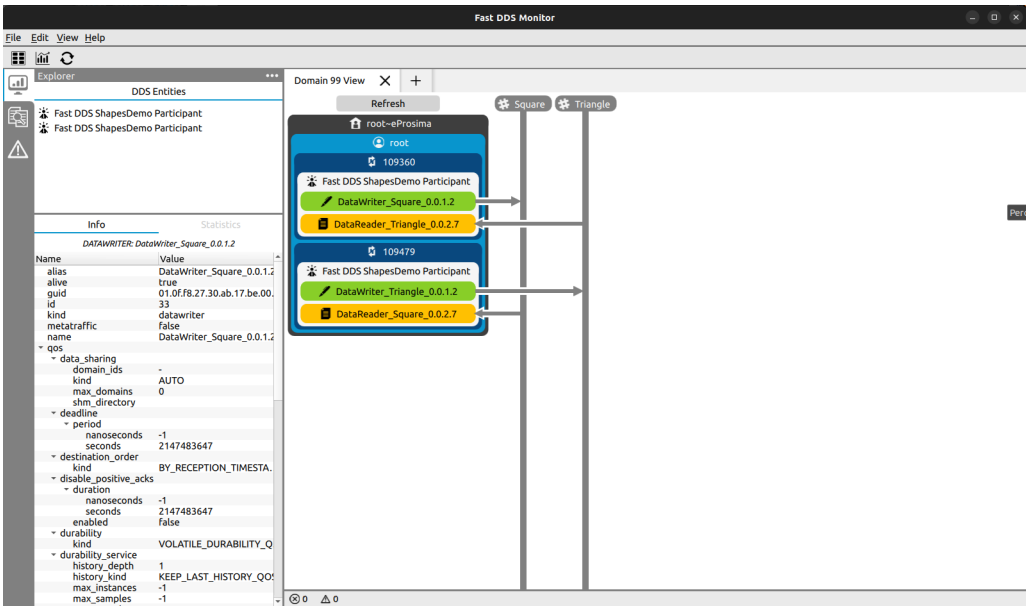 Fast DDS Monitor
File Edit View Help
Explorer
DDS Entities
Fast DDS ShapesDemo Participant
Fast DDS ShapesDemo Participant
Info Statistics
DATAWRITER: DataWriter_Square_0.0.1.2
Name Value
alias DataWriter_Square_0.0.1.2
alive true
guid 01.0f.f8.27.30.ab.17.be.00.
id 33
kind datawriter
metatraffic false
name DataWriter_Square_0.0.1.2
qos
data_sharing
domain_ids -
kind AUTO
max_domains 0
shm_directory
deadline
period
nanoseconds -1
seconds 2147483647
destination_order
kind BY_RECEPTION_TIMESTA.
disable_positive_acks
duration
nanoseconds -1
seconds 2147483647
enabled false
durability
kind VOLATILE_DURABILITY_Q
durability_service
history_depth 1
history_kind KEEP_LAST_HISTORY_QOS
max_instances -1
max_samples -1
Domain 99 View
Refresh
Square Triangle
root~eProsima
root
109360
Fast DDS ShapesDemo Participant
DataWriter_Square_0.0.1.2
DataReader_Triangle_0.0.2.7
109479
Fast DDS ShapesDemo Participant
DataWriter_Triangle_0.0.1.2
DataReader_Square_0.0.2.7
Perc
0 0